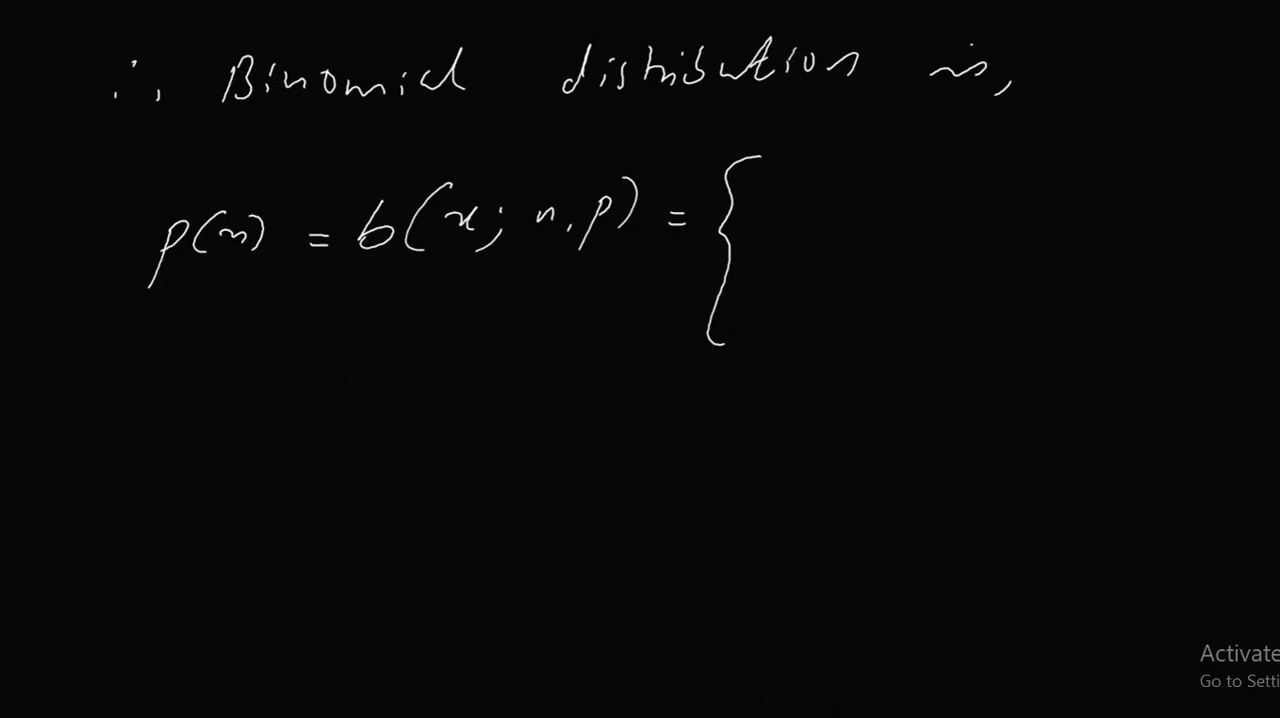 ∴ Binomial distribution is,
p(x) = b(x; n, p) = {
Activate
Go to Setti